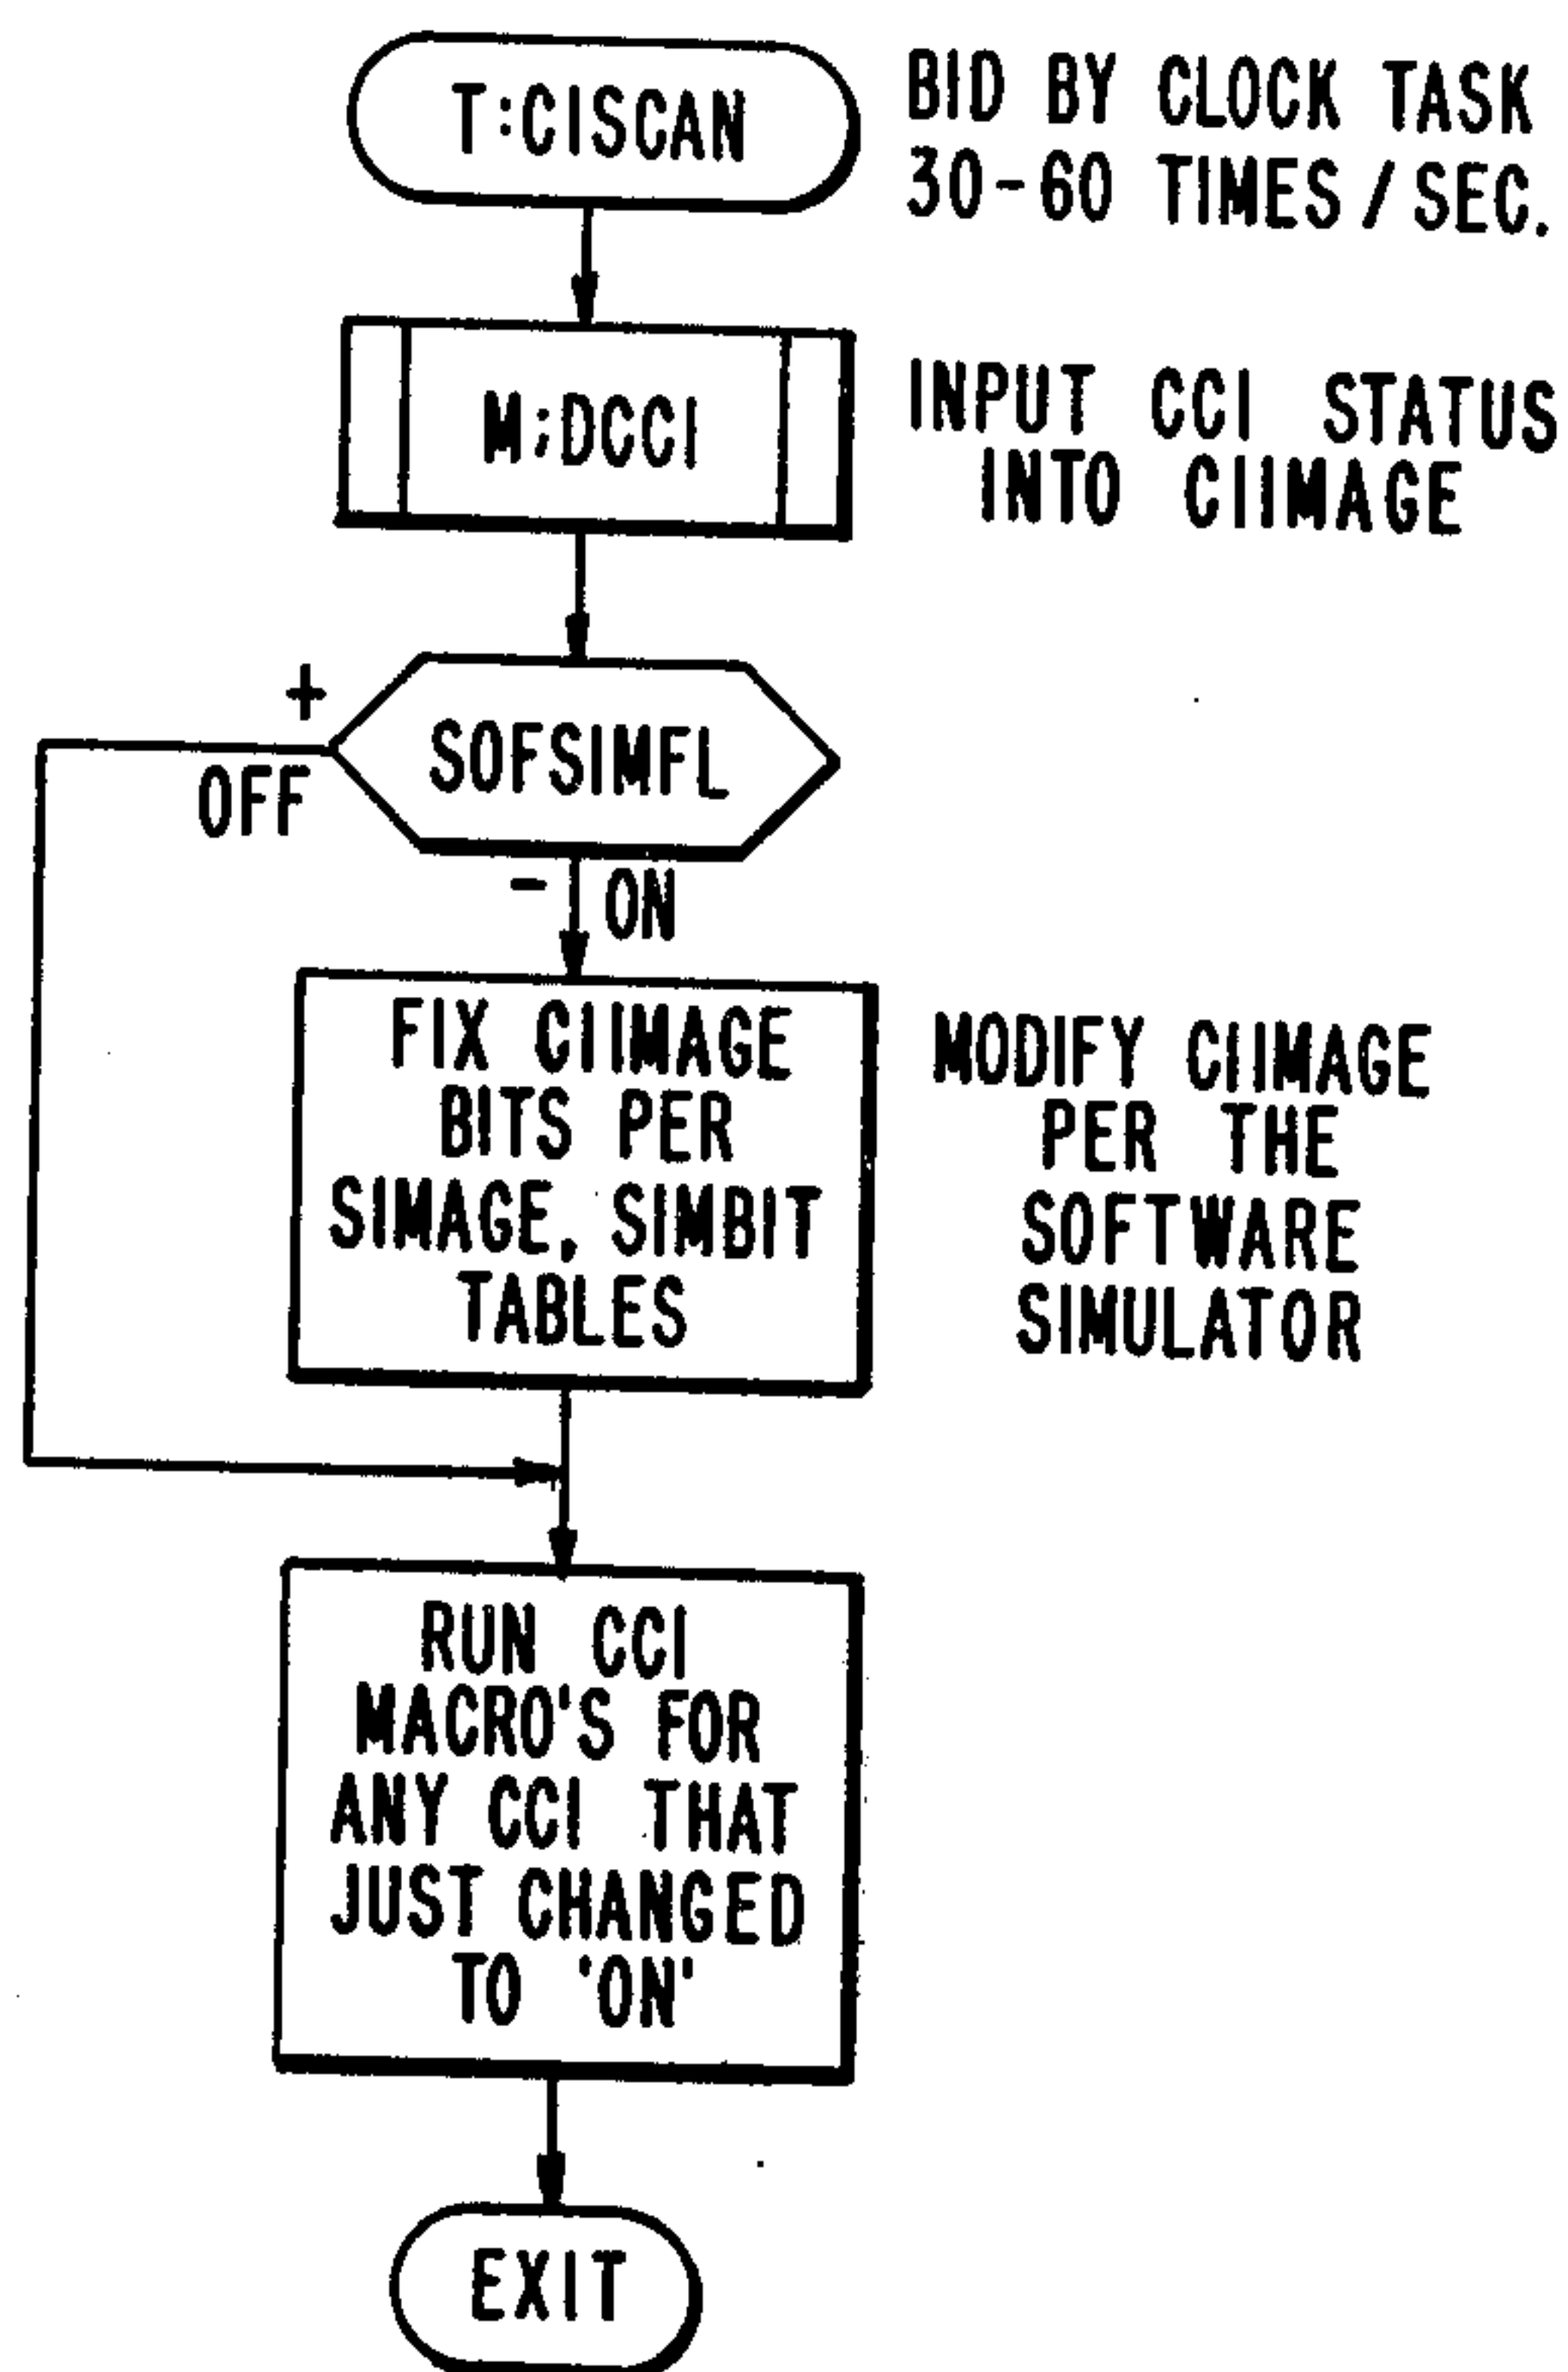 T:CISCAN
BID BY CLOCK TASK
30-60 TIMES/SEC.
M:DCCI
INPUT CCI STATUS
INTO CIIMAGE
+
OFF
SOFSIMFL
- ON
FIX CIIMAGE
BITS PER
SIMAGE, SIMBIT
TABLES
MODIFY CIIMAGE
PER THE
SOFTWARE
SIMULATOR
RUN CCI
MACRO'S FOR
ANY CCI THAT
JUST CHANGED
TO 'ON'
EXIT